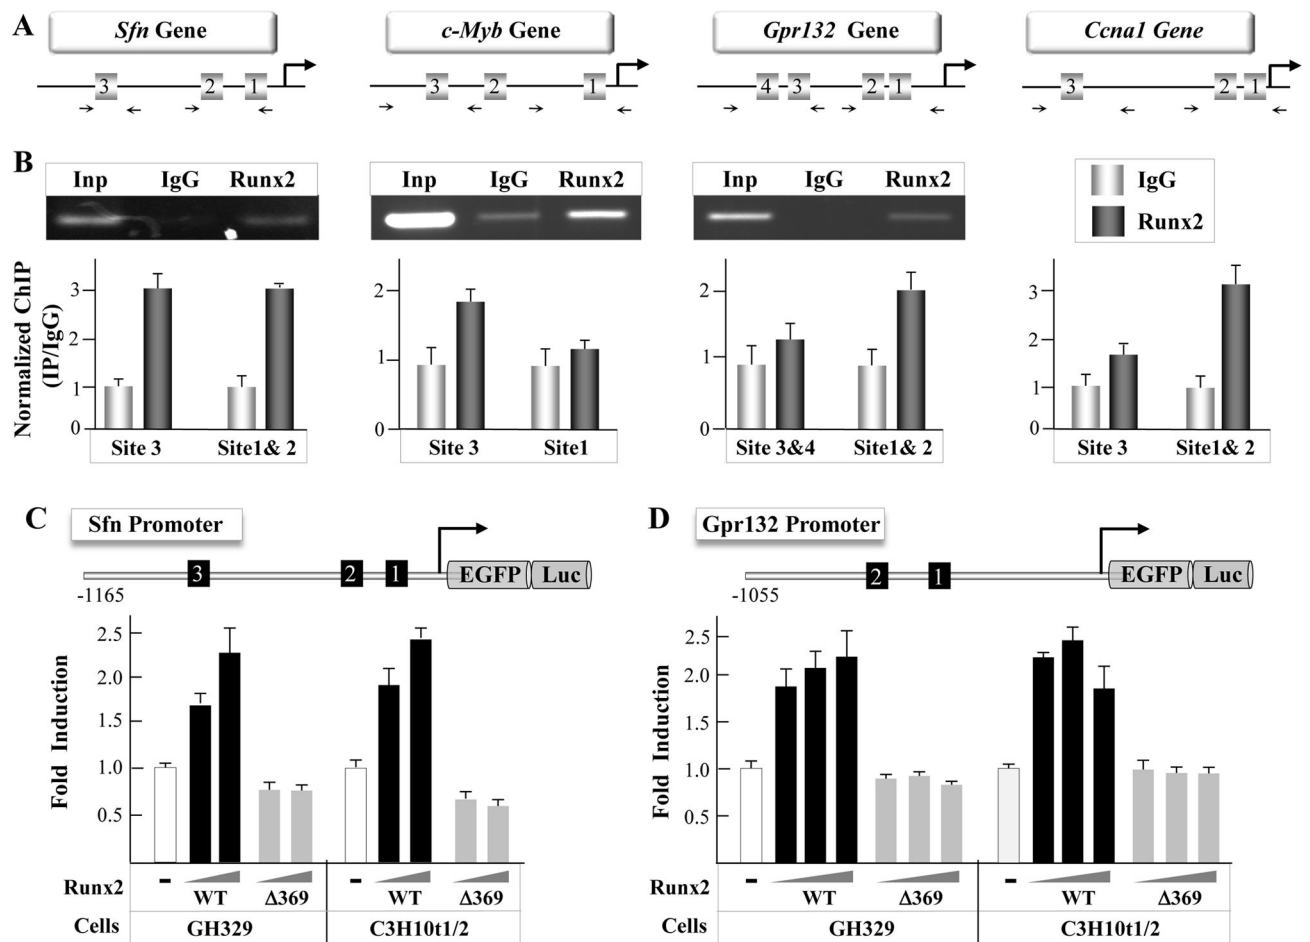 A
Sfn Gene
c-Myb Gene
Gpr132 Gene
Ccna1 Gene
3 2 1
3 2 1
4 3 2 1
3 2 1
B
Inp IgG Runx2
Inp IgG Runx2
Inp IgG Runx2
IgG
Runx2
Normalized ChIP
(IP/IgG)
3
2
1
0
Site 3 Site1& 2
2
1
0
Site 3 Site1
2
1
0
Site 3&4 Site1& 2
3
2
1
0
Site 3 Site1& 2
C
Sfn Promoter
3 2 1 EGFP Luc
-1165
Fold Induction
2.5
2.0
1.5
1.0
0.5
Runx2 - WT Δ369 - WT Δ369
Cells GH329 C3H10t1/2
D
Gpr132 Promoter
2 1 EGFP Luc
-1055
Fold Induction
2.5
2.0
1.5
1.0
0.5
Runx2 - WT Δ369 - WT Δ369
Cells GH329 C3H10t1/2